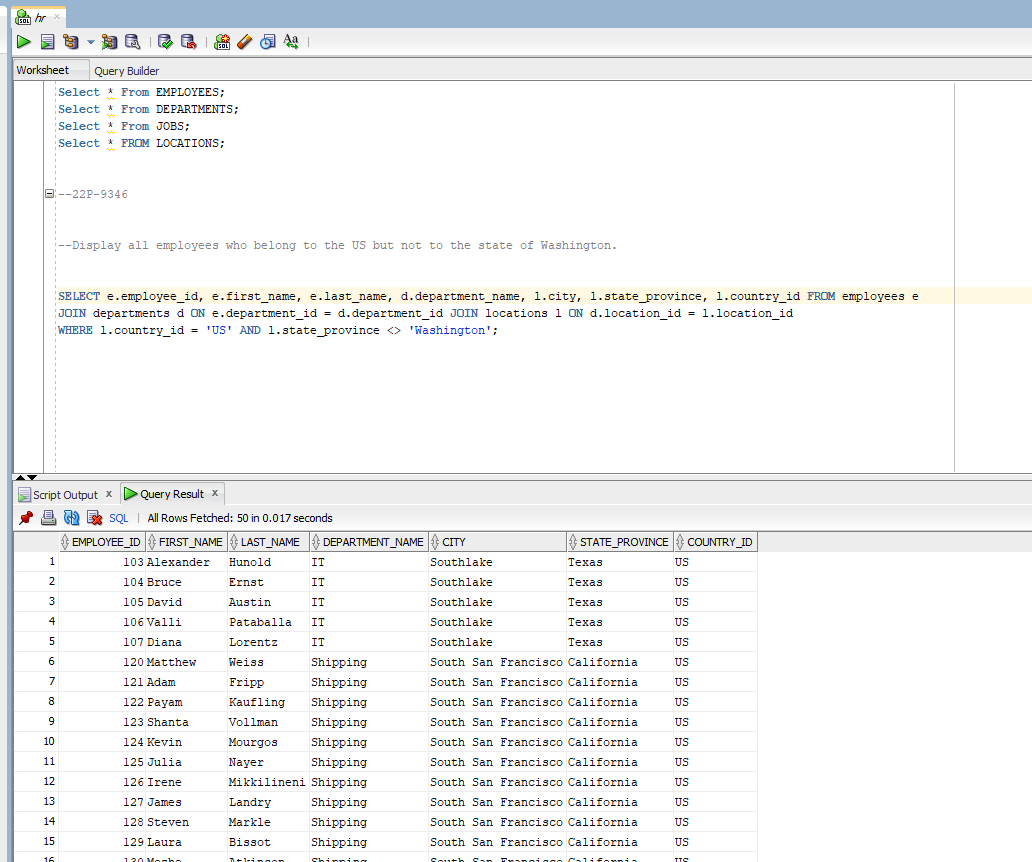 hr
Worksheet Query Builder
Select * From EMPLOYEES;
Select * From DEPARTMENTS;
Select * From JOBS;
Select * FROM LOCATIONS;
--22P-9346
--Display all employees who belong to the US but not to the state of Washington.
SELECT e.employee_id, e.first_name, e.last_name, d.department_name, l.city, l.state_province, l.country_id FROM employees e
JOIN departments d ON e.department_id = d.department_id JOIN locations l ON d.location_id = l.location_id
WHERE l.country_id = 'US' AND l.state_province <> 'Washington';
Script Output x Query Result x
SQL | All Rows Fetched: 50 in 0.017 seconds
EMPLOYEE_ID FIRST_NAME LAST_NAME DEPARTMENT_NAME CITY STATE_PROVINCE COUNTRY_ID
1 103 Alexander Hunold IT Southlake Texas US
2 104 Bruce Ernst IT Southlake Texas US
3 105 David Austin IT Southlake Texas US
4 106 Valli Pataballa IT Southlake Texas US
5 107 Diana Lorentz IT Southlake Texas US
6 120 Matthew Weiss Shipping South San Francisco California US
7 121 Adam Fripp Shipping South San Francisco California US
8 122 Payam Kaufling Shipping South San Francisco California US
9 123 Shanta Vollman Shipping South San Francisco California US
10 124 Kevin Mourgos Shipping South San Francisco California US
11 125 Julia Nayer Shipping South San Francisco California US
12 126 Irene Mikkilineni Shipping South San Francisco California US
13 127 James Landry Shipping South San Francisco California US
14 128 Steven Markle Shipping South San Francisco California US
15 129 Laura Bissot Shipping South San Francisco California US
16 130 Mozhe Atkinson Shipping South San Francisco California US